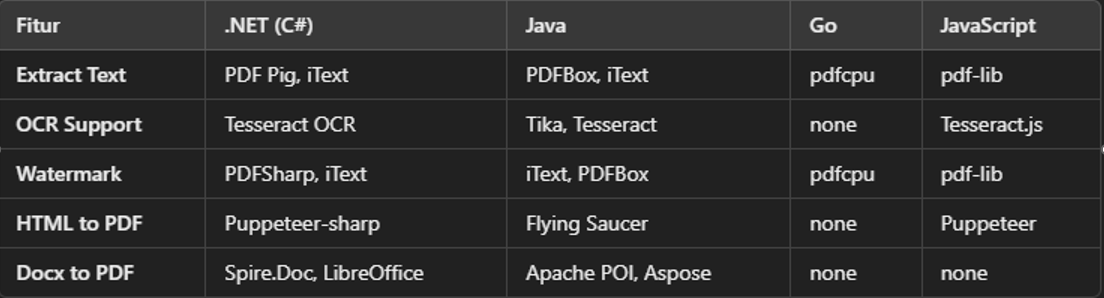 Fitur .NET (C#) Java Go JavaScript
Extract Text PDF Pig, iText PDFBox, iText pdfcpu pdf-lib
OCR Support Tesseract OCR Tika, Tesseract none Tesseract.js
Watermark PDFSharp, iText iText, PDFBox pdfcpu pdf-lib
HTML to PDF Puppeteer-sharp Flying Saucer none Puppeteer
Docx to PDF Spire.Doc, LibreOffice Apache POI, Aspose none none